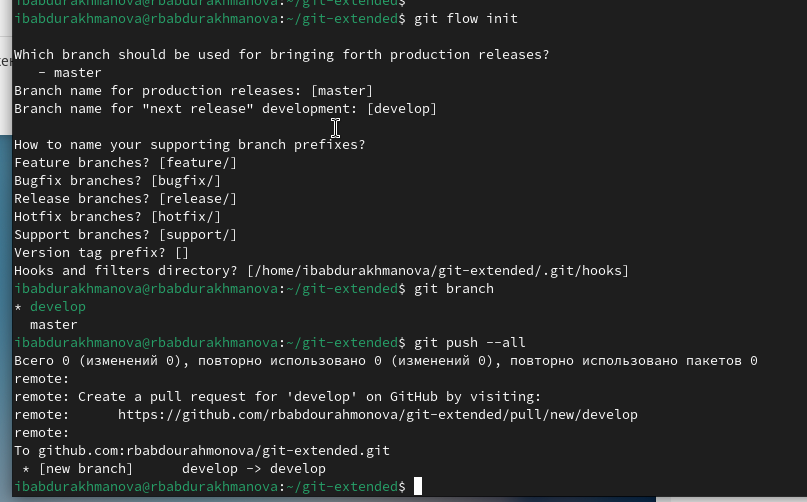 ibabdurakhmanova@rbabdurakhmanova:~/git-extended$
ibabdurakhmanova@rbabdurakhmanova:~/git-extended$ git flow init
Which branch should be used for bringing forth production releases?
   - master
Branch name for production releases: [master]
Branch name for "next release" development: [develop]
How to name your supporting branch prefixes?
Feature branches? [feature/]
Bugfix branches? [bugfix/]
Release branches? [release/]
Hotfix branches? [hotfix/]
Support branches? [support/]
Version tag prefix? []
Hooks and filters directory? [/home/ibabdurakhmanova/git-extended/.git/hooks]
ibabdurakhmanova@rbabdurakhmanova:~/git-extended$ git branch
* develop
  master
ibabdurakhmanova@rbabdurakhmanova:~/git-extended$ git push --all
Всего 0 (изменений 0), повторно использовано 0 (изменений 0), повторно использовано пакетов 0
remote:
remote: Create a pull request for 'develop' on GitHub by visiting:
remote:      https://github.com/rbabdourahmonova/git-extended/pull/new/develop
remote:
To github.com:rbabdourahmonova/git-extended.git
 * [new branch]      develop -> develop
ibabdurakhmanova@rbabdurakhmanova:~/git-extended$